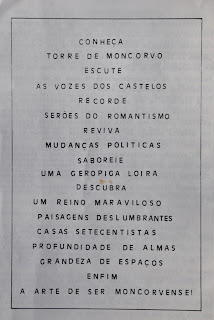 CONHEÇA
TORRE DE MONCORVO
ESCUTE
AS VOZES DOS CASTELOS
RECORDE
SERÕES DO ROMANTISMO
REVIVA
MUDANÇAS POLITICAS
SABOREIE
UMA GEROPIGA LOIRA
DESCUBRA
UM REINO MARAVILOSO
PAISAGENS DESLUMBRANTES
CASAS SETECENTISTAS
PROFUNDIDADE DE ALMAS
GRANDEZA DE ESPAÇOS
ENFIM
A ARTE DE SER MONCORVENSE!